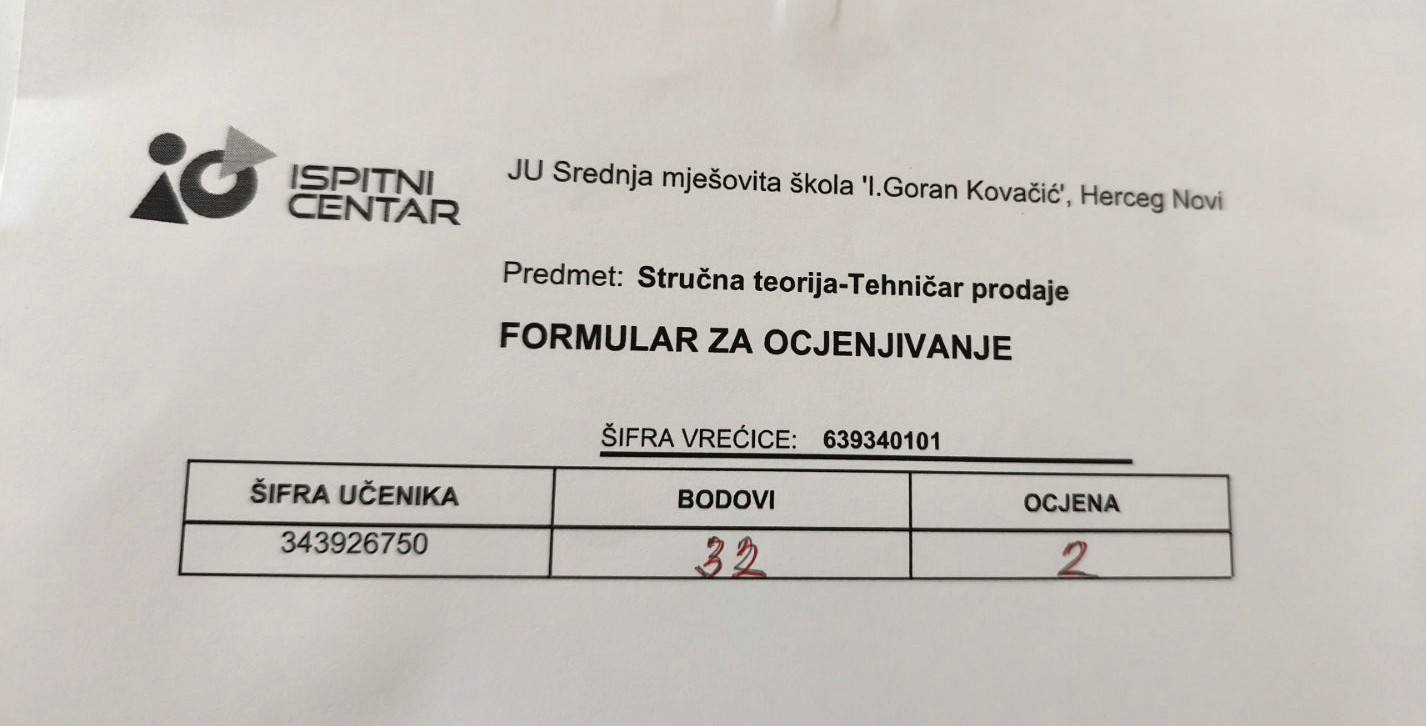 ISPITNI
CENTAR
JU Srednja mješovita škola 'I.Goran Kovačić', Herceg Novi
Predmet: Stručna teorija-Tehničar prodaje
FORMULAR ZA OCJENJIVANJE
ŠIFRA VREĆICE: 639340101
ŠIFRA UČENIKA BODOVI OCJENA
343926750 32 2